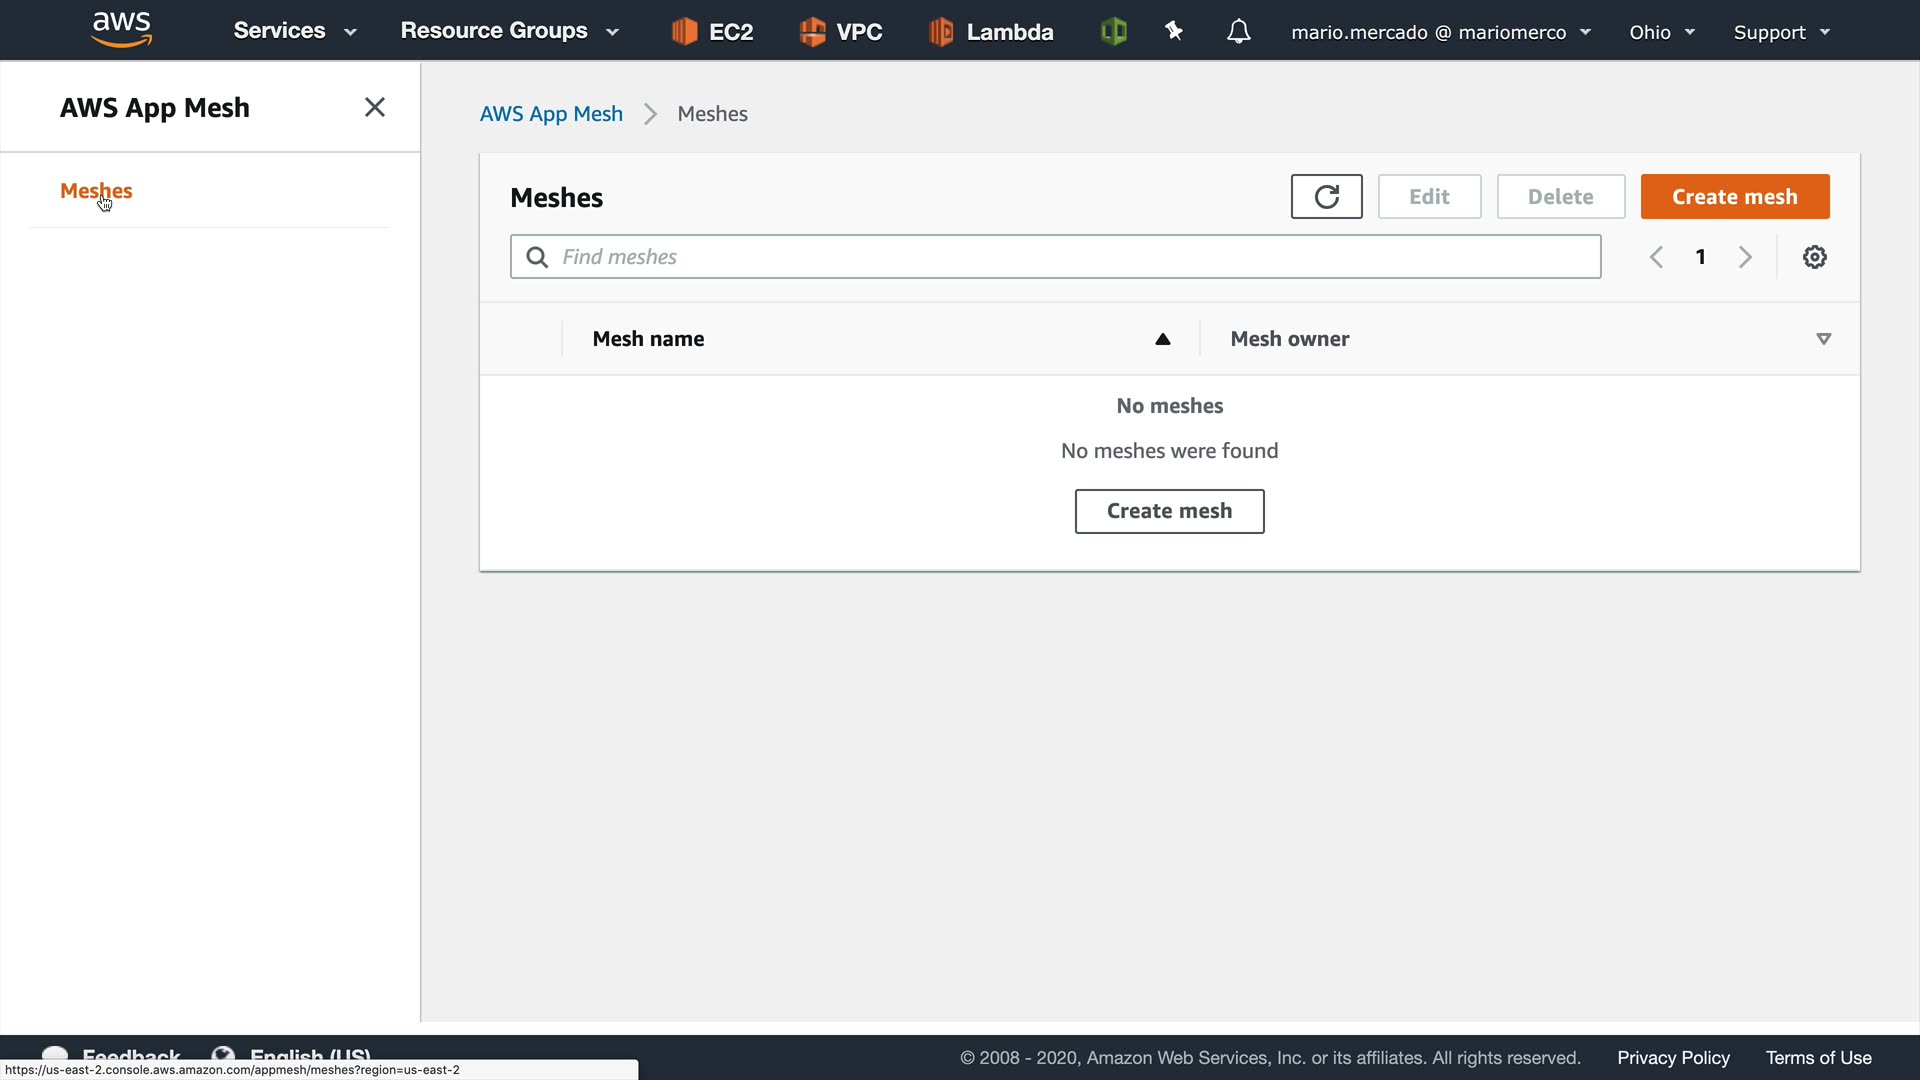 aws
Services
Resource Groups
EC2
VPC
Lambda
mario.mercado @ mariomerco
Ohio
Support
AWS App Mesh
Meshes
AWS App Mesh
Meshes
Meshes
Edit
Delete
Create mesh
Find meshes
1
Mesh name
Mesh owner
No meshes
No meshes were found
Create mesh
Feedback
English (US)
© 2008 - 2020, Amazon Web Services, Inc. or its affiliates. All rights reserved.
Privacy Policy
Terms of Use
https://us-east-2.console.aws.amazon.com/appmesh/meshes?region=us-east-2